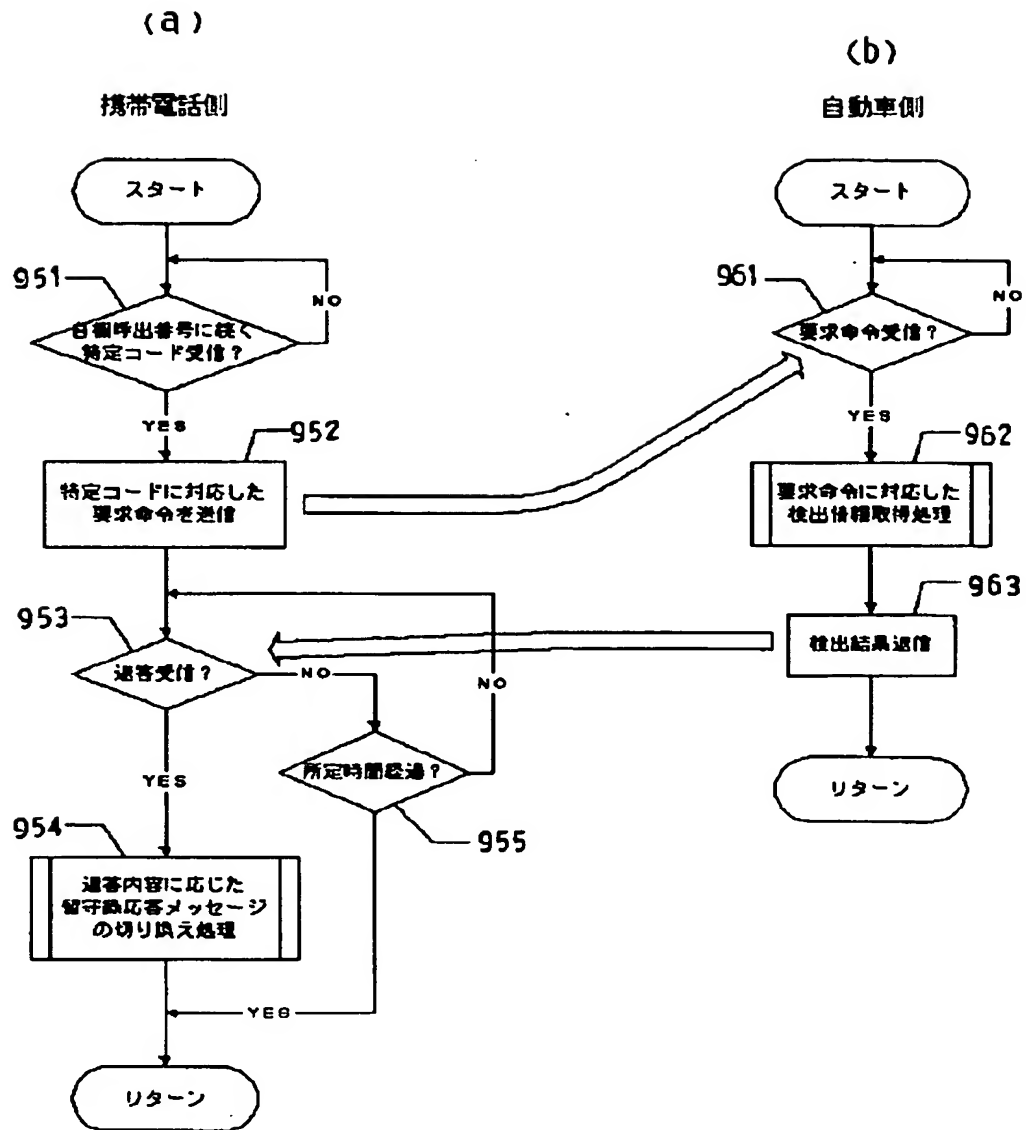 (a)
携帯電話側
スタート
951
自機呼出番号に続く
特定コード受信?
NO
YES
952
特定コードに対応した
要求命令を送信
953
返答受信?
NO
NO
YES
所定時間経過?
955
954
返答内容に応じた
留守録応答メッセージ
の切り換え処理
YES
リターン
(b)
自動車側
スタート
961
要求命令受信?
NO
YES
962
要求命令に対応した
検出情報取得処理
963
検出結果返信
リターン